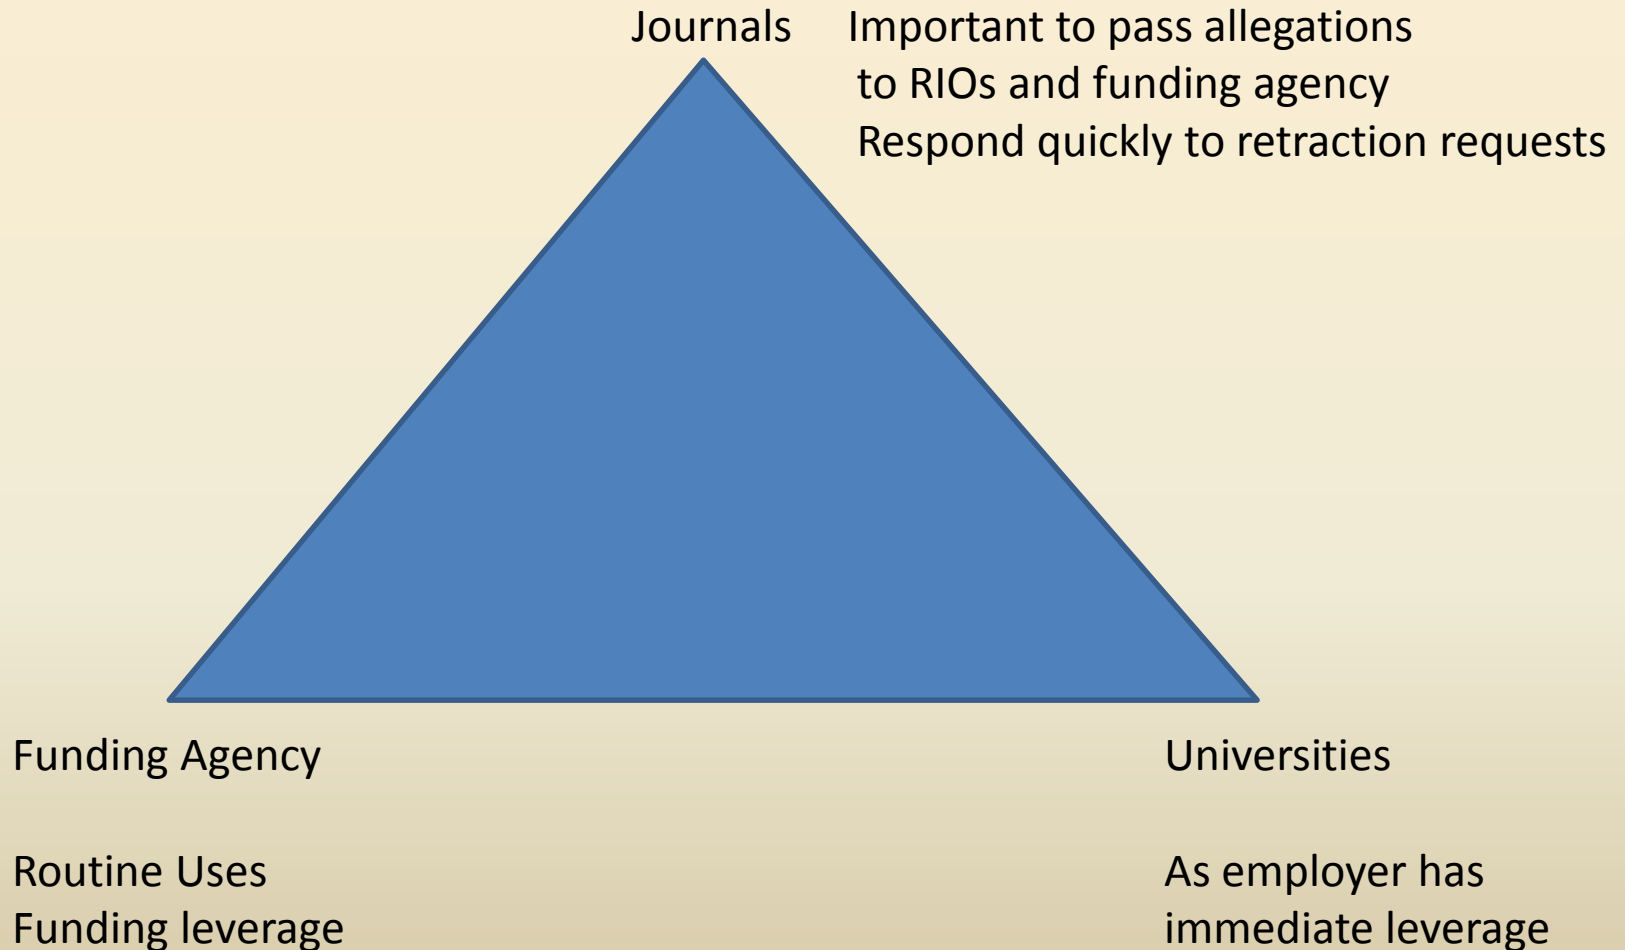 Journals Important to pass allegations
to RIOs and funding agency
Respond quickly to retraction requests
Funding Agency
Routine Uses
Funding leverage
Universities
As employer has
immediate leverage